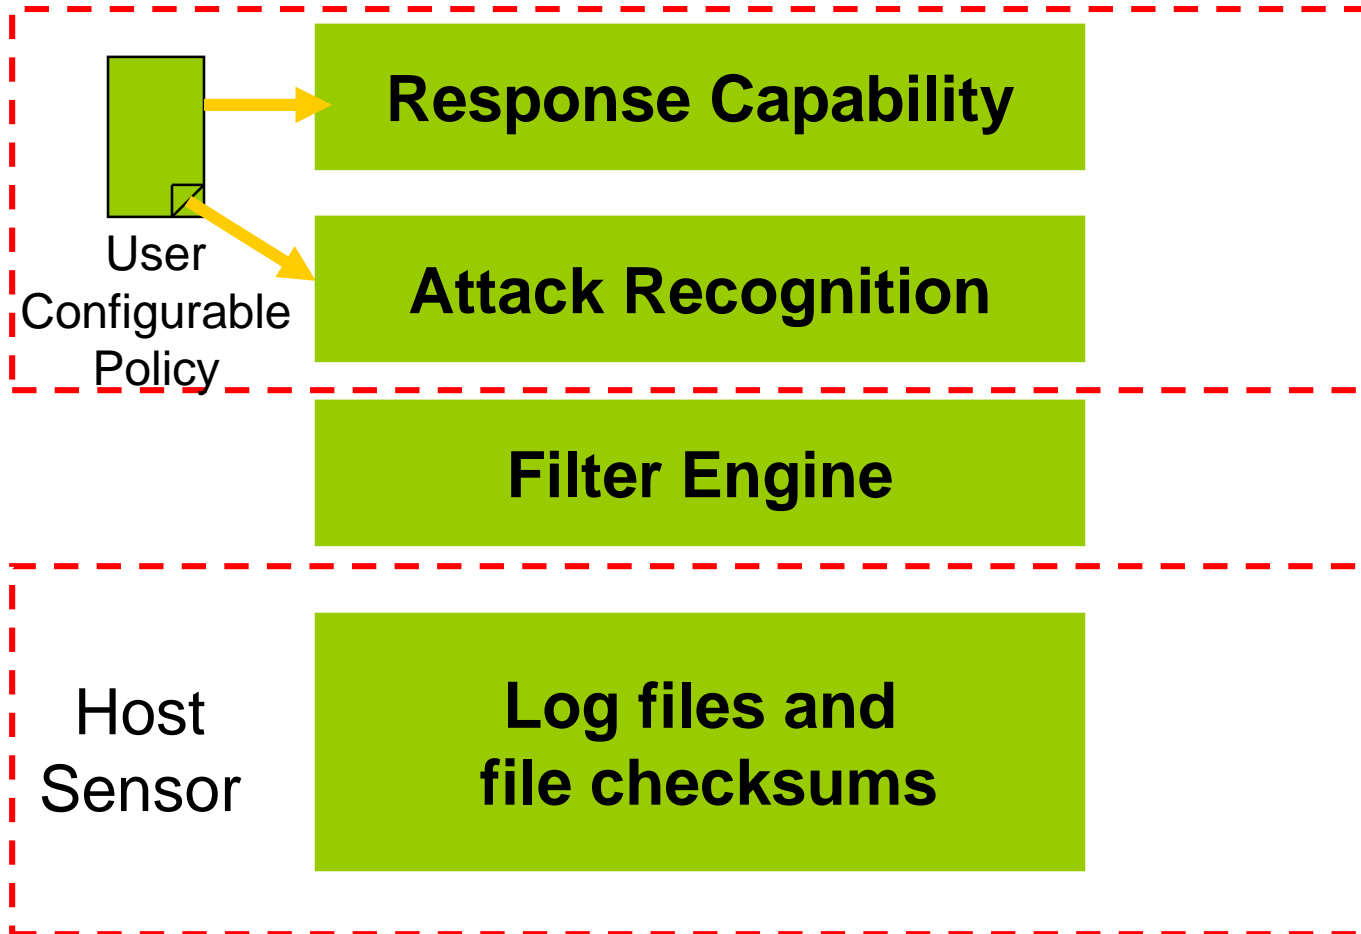 Response Capability
User
Configurable
Policy
Attack Recognition
Filter Engine
Host
Sensor
Log files and
file checksums